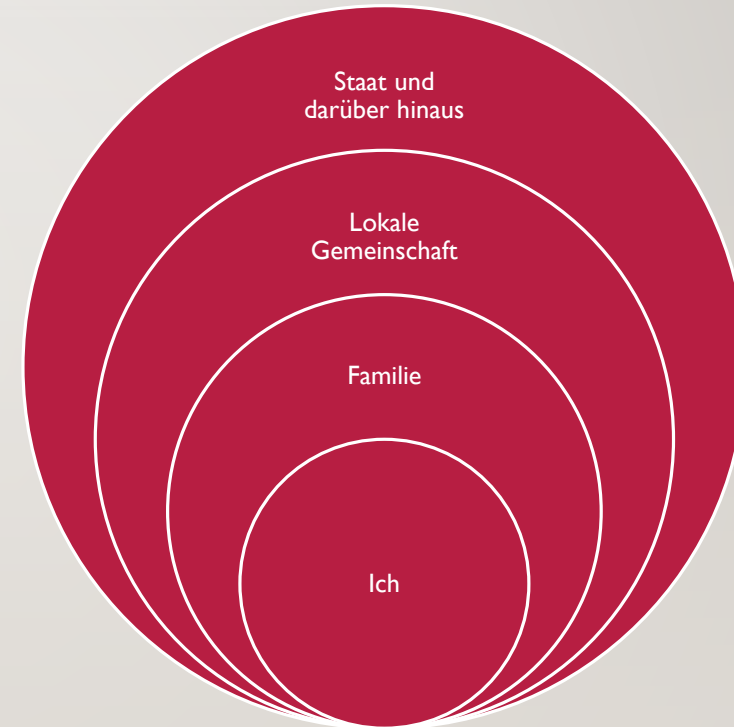 Staat und
darüber hinaus
Lokale
Gemeinschaft
Familie
Ich